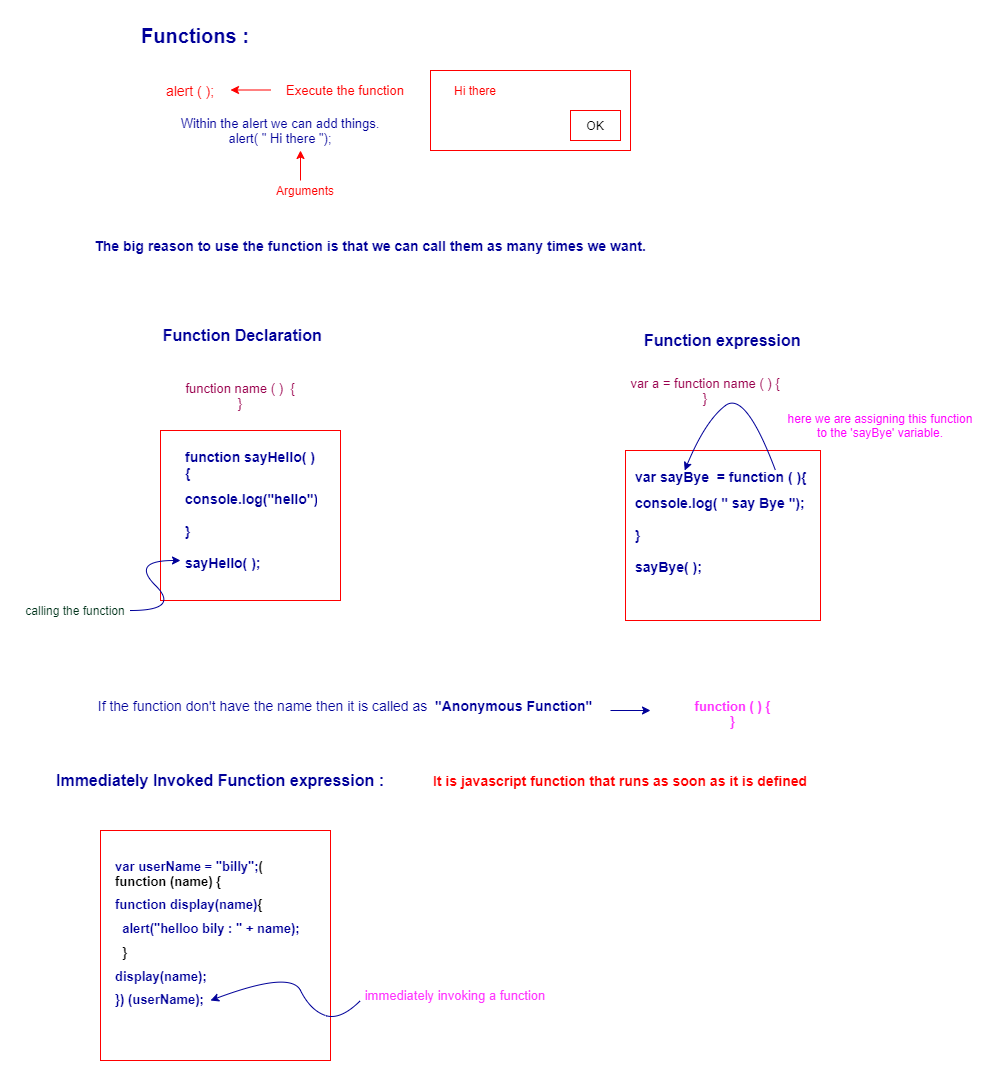 Functions :
alert ( );
Execute the function
Hi there
OK
Within the alert we can add things.
alert( " Hi there ");
Arguments
The big reason to use the function is that we can call them as many times we want.
Function Declaration
function name ( )  {
}
function sayHello( )
{
console.log("hello")
}
sayHello( );
calling the function
Function expression
var a = function name ( ) {
}
here we are assigning this function
to the 'sayBye' variable.
var sayBye  = function ( ){
console.log( " say Bye ");
}
sayBye( );
If the function don't have the name then it is called as  "Anonymous Function"
function ( ) {
}
Immediately Invoked Function expression :
It is javascript function that runs as soon as it is defined
var userName = "billy";(
function (name) {
function display(name){
alert("helloo bily : " + name);
}
display(name);
}) (userName);
immediately invoking a function